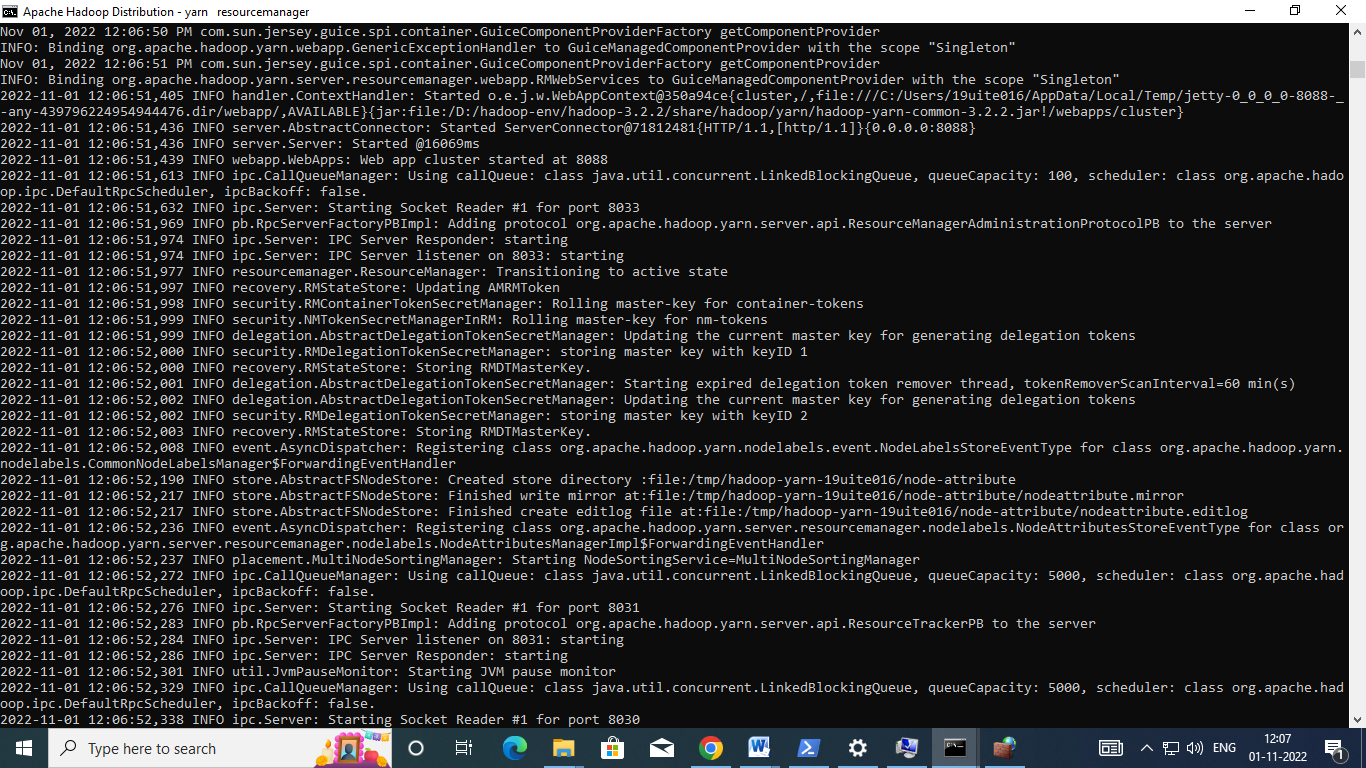 Apache Hadoop Distribution - yarn   resourcemanager
Nov 01, 2022 12:06:50 PM com.sun.jersey.guice.spi.container.GuiceComponentProviderFactory getComponentProvider
INFO: Binding org.apache.hadoop.yarn.webapp.GenericExceptionHandler to GuiceManagedComponentProvider with the scope "Singleton"
Nov 01, 2022 12:06:51 PM com.sun.jersey.guice.spi.container.GuiceComponentProviderFactory getComponentProvider
INFO: Binding org.apache.hadoop.yarn.server.resourcemanager.webapp.RMWebServices to GuiceManagedComponentProvider with the scope "Singleton"
2022-11-01 12:06:51,405 INFO handler.ContextHandler: Started o.e.j.w.WebAppContext@350a94ce{cluster,/,file:///C:/Users/19uite016/AppData/Local/Temp/jetty-0_0_0_0-8088-_
-any-439796224954944476.dir/webapp/,AVAILABLE}{jar:file:/D:/hadoop-env/hadoop-3.2.2/share/hadoop/yarn/hadoop-yarn-common-3.2.2.jar!/webapps/cluster}
2022-11-01 12:06:51,436 INFO server.AbstractConnector: Started ServerConnector@71812481{HTTP/1.1,[http/1.1]}{0.0.0.0:8088}
2022-11-01 12:06:51,436 INFO server.Server: Started @16069ms
2022-11-01 12:06:51,439 INFO webapp.WebApps: Web app cluster started at 8088
2022-11-01 12:06:51,613 INFO ipc.CallQueueManager: Using callQueue: class java.util.concurrent.LinkedBlockingQueue, queueCapacity: 100, scheduler: class org.apache.hado
op.ipc.DefaultRpcScheduler, ipcBackoff: false.
2022-11-01 12:06:51,632 INFO ipc.Server: Starting Socket Reader #1 for port 8033
2022-11-01 12:06:51,969 INFO pb.RpcServerFactoryPBImpl: Adding protocol org.apache.hadoop.yarn.server.api.ResourceManagerAdministrationProtocolPB to the server
2022-11-01 12:06:51,974 INFO ipc.Server: IPC Server Responder: starting
2022-11-01 12:06:51,974 INFO ipc.Server: IPC Server listener on 8033: starting
2022-11-01 12:06:51,977 INFO resourcemanager.ResourceManager: Transitioning to active state
2022-11-01 12:06:51,997 INFO recovery.RMStateStore: Updating AMRMToken
2022-11-01 12:06:51,998 INFO security.RMContainerTokenSecretManager: Rolling master-key for container-tokens
2022-11-01 12:06:51,999 INFO security.NMTokenSecretManagerInRM: Rolling master-key for nm-tokens
2022-11-01 12:06:51,999 INFO delegation.AbstractDelegationTokenSecretManager: Updating the current master key for generating delegation tokens
2022-11-01 12:06:52,000 INFO security.RMDelegationTokenSecretManager: storing master key with keyID 1
2022-11-01 12:06:52,000 INFO recovery.RMStateStore: Storing RMDTMasterKey.
2022-11-01 12:06:52,001 INFO delegation.AbstractDelegationTokenSecretManager: Starting expired delegation token remover thread, tokenRemoverScanInterval=60 min(s)
2022-11-01 12:06:52,002 INFO delegation.AbstractDelegationTokenSecretManager: Updating the current master key for generating delegation tokens
2022-11-01 12:06:52,002 INFO security.RMDelegationTokenSecretManager: storing master key with keyID 2
2022-11-01 12:06:52,003 INFO recovery.RMStateStore: Storing RMDTMasterKey.
2022-11-01 12:06:52,008 INFO event.AsyncDispatcher: Registering class org.apache.hadoop.yarn.nodelabels.event.NodeLabelsStoreEventType for class org.apache.hadoop.yarn.
nodelabels.CommonNodeLabelsManager$ForwardingEventHandler
2022-11-01 12:06:52,190 INFO store.AbstractFSNodeStore: Created store directory :file:/tmp/hadoop-yarn-19uite016/node-attribute
2022-11-01 12:06:52,217 INFO store.AbstractFSNodeStore: Finished write mirror at:file:/tmp/hadoop-yarn-19uite016/node-attribute/nodeattribute.mirror
2022-11-01 12:06:52,217 INFO store.AbstractFSNodeStore: Finished create editlog file at:file:/tmp/hadoop-yarn-19uite016/node-attribute/nodeattribute.editlog
2022-11-01 12:06:52,236 INFO event.AsyncDispatcher: Registering class org.apache.hadoop.yarn.server.resourcemanager.nodelabels.NodeAttributesStoreEventType for class or
g.apache.hadoop.yarn.server.resourcemanager.nodelabels.NodeAttributesManagerImpl$ForwardingEventHandler
2022-11-01 12:06:52,237 INFO placement.MultiNodeSortingManager: Starting NodeSortingService=MultiNodeSortingManager
2022-11-01 12:06:52,272 INFO ipc.CallQueueManager: Using callQueue: class java.util.concurrent.LinkedBlockingQueue, queueCapacity: 5000, scheduler: class org.apache.had
oop.ipc.DefaultRpcScheduler, ipcBackoff: false.
2022-11-01 12:06:52,276 INFO ipc.Server: Starting Socket Reader #1 for port 8031
2022-11-01 12:06:52,283 INFO pb.RpcServerFactoryPBImpl: Adding protocol org.apache.hadoop.yarn.server.api.ResourceTrackerPB to the server
2022-11-01 12:06:52,284 INFO ipc.Server: IPC Server listener on 8031: starting
2022-11-01 12:06:52,286 INFO ipc.Server: IPC Server Responder: starting
2022-11-01 12:06:52,301 INFO util.JvmPauseMonitor: Starting JVM pause monitor
2022-11-01 12:06:52,329 INFO ipc.CallQueueManager: Using callQueue: class java.util.concurrent.LinkedBlockingQueue, queueCapacity: 5000, scheduler: class org.apache.had
oop.ipc.DefaultRpcScheduler, ipcBackoff: false.
2022-11-01 12:06:52,338 INFO ipc.Server: Starting Socket Reader #1 for port 8030
Type here to search
ENG
12:07
01-11-2022
1